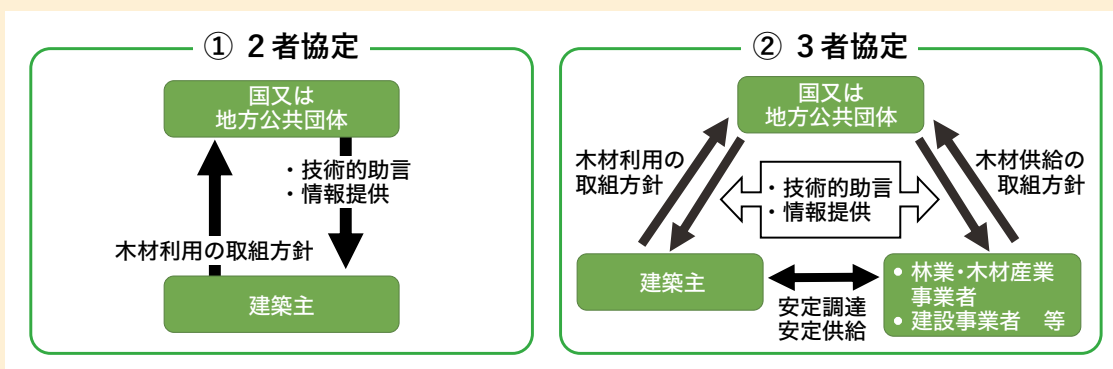 ① 2者協定
国又は
地方公共団体
・技術的助言
・情報提供
木材利用の取組方針
建築主
② 3者協定
国又は
地方公共団体
木材利用の
取組方針
・技術的助言
・情報提供
木材供給の
取組方針
建築主
安定調達
安定供給
• 林業・木材産業
事業者
• 建設事業者 等